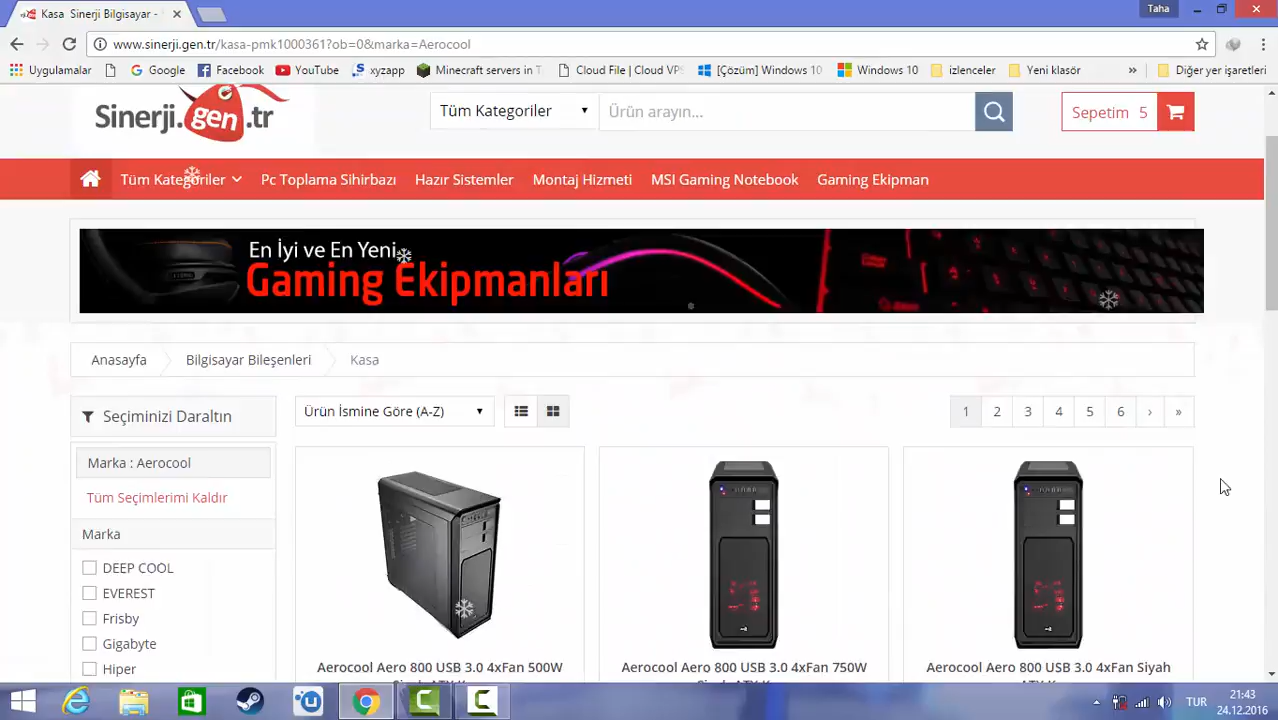 Kasa Sinerji Bilgisayar -
Taha
www.sinerji.gen.tr/kasa-pmk1000361?ob=0&marka=Aerocool
Uygulamalar Google Facebook YouTube xyzapp Minecraft servers in T Cloud File | Cloud VPS [Çözüm] Windows 10 Windows 10 izlenceler Yeni klasör » Diğer yer işaretleri
Sinerji.gen.tr
Tüm Kategoriler
Ürün arayın...
Sepetim 5
Tüm Kategoriler Pc Toplama Sihirbazı Hazır Sistemler Montaj Hizmeti MSI Gaming Notebook Gaming Ekipman
En İyi ve En Yeni
Gaming Ekipmanları
Anasayfa Bilgisayar Bileşenleri Kasa
Seçiminizi Daraltın
Ürün İsmine Göre (A-Z)
1 2 3 4 5 6 › »
Marka : Aerocool
Tüm Seçimlerimi Kaldır
Marka
DEEP COOL
EVEREST
Frisby
Gigabyte
Hiper
Aerocool Aero 800 USB 3.0 4xFan 500W
Aerocool Aero 800 USB 3.0 4xFan 750W
Aerocool Aero 800 USB 3.0 4xFan Siyah
TUR
21:43
24.12.2016